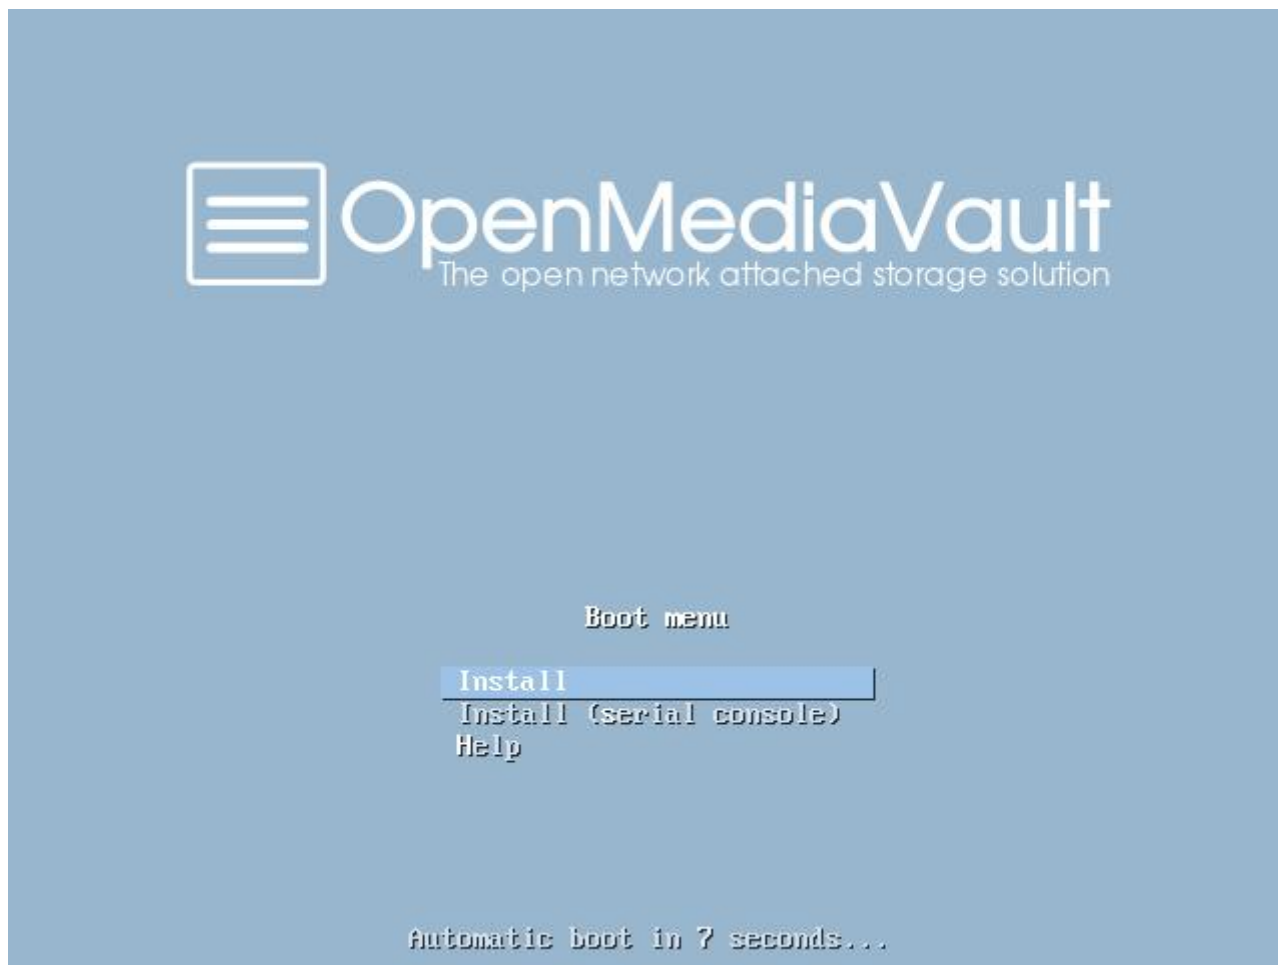 OpenMediaVault
The open network attached storage solution
Boot menu
Install
Install (serial console)
Help
Automatic boot in 7 seconds...